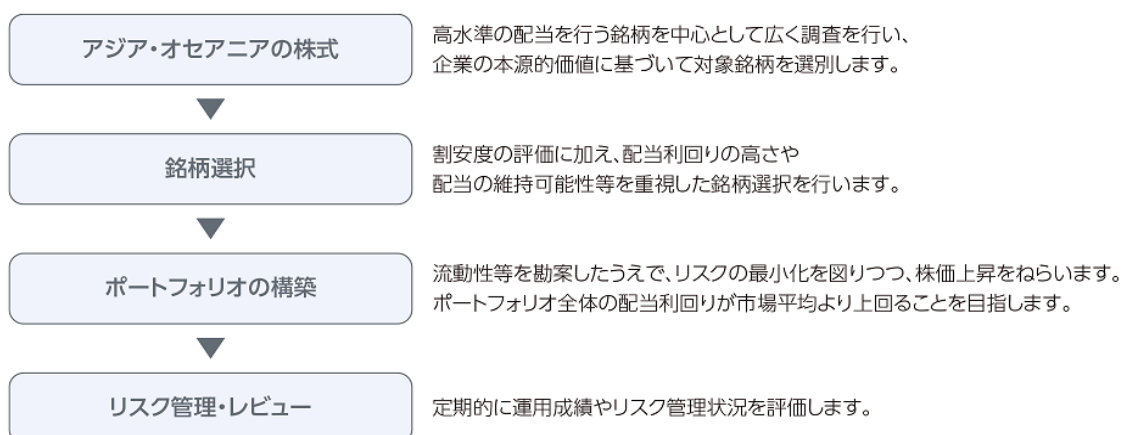 アジア・オセアニアの株式
高水準の配当を行う銘柄を中心として広く調査を行い、
企業の本源的価値に基づいて対象銘柄を選別します。
銘柄選択
割安度の評価に加え、配当利回りの高さや
配当の維持可能性等を重視した銘柄選択を行います。
ポートフォリオの構築
流動性等を勘案したうえで、リスクの最小化を図りつつ、株価上昇をねらいます。
ポートフォリオ全体の配当利回りが市場平均より上回ることを目指します。
リスク管理・レビュー
定期的に運用成績やリスク管理状況を評価します。